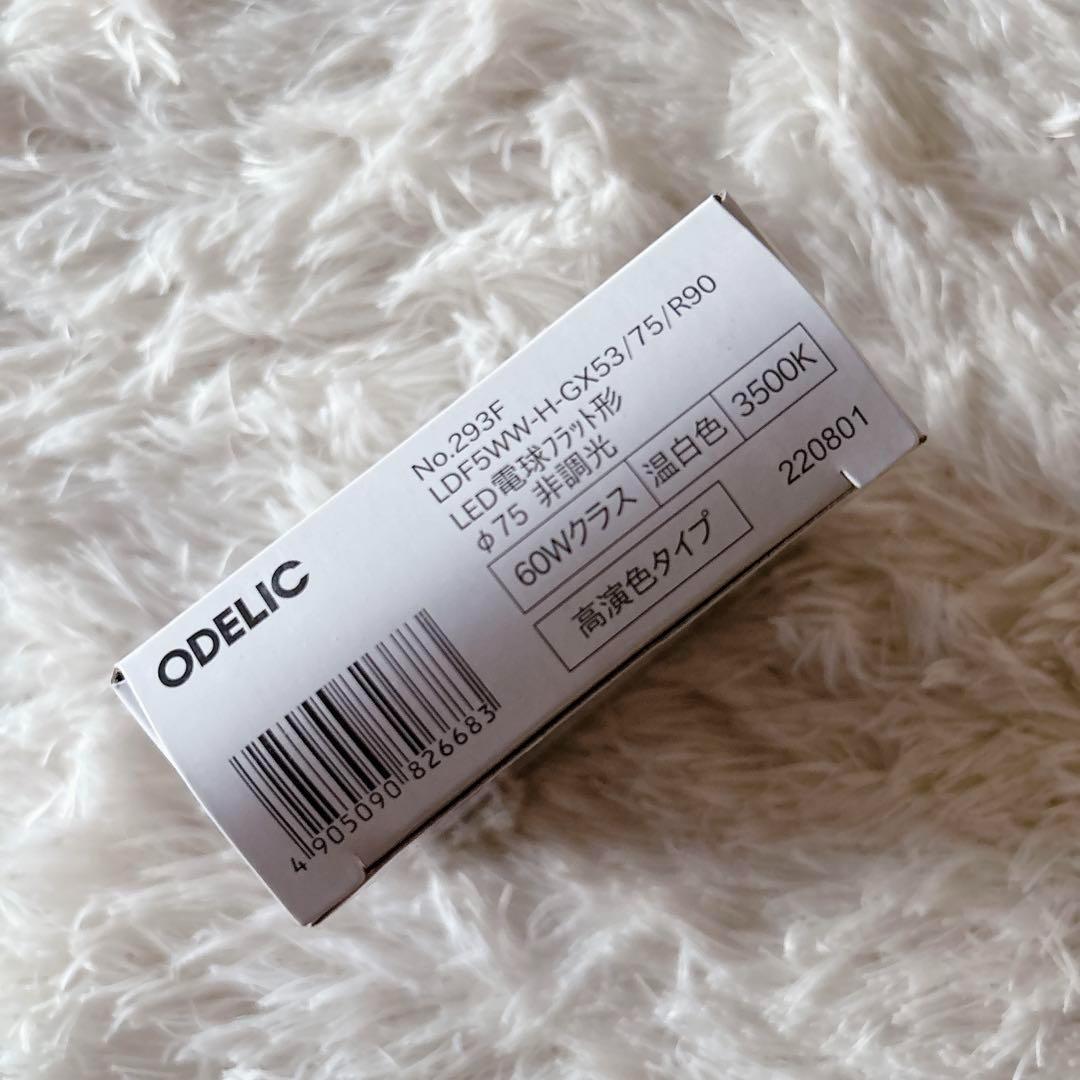 ODELIC
No.293F
LDF5WW-H-GX53/75/R90
LED電球フラット形
φ75 非調光
60Wクラス 温白色 3500K
高演色タイプ
220801
4905090826683